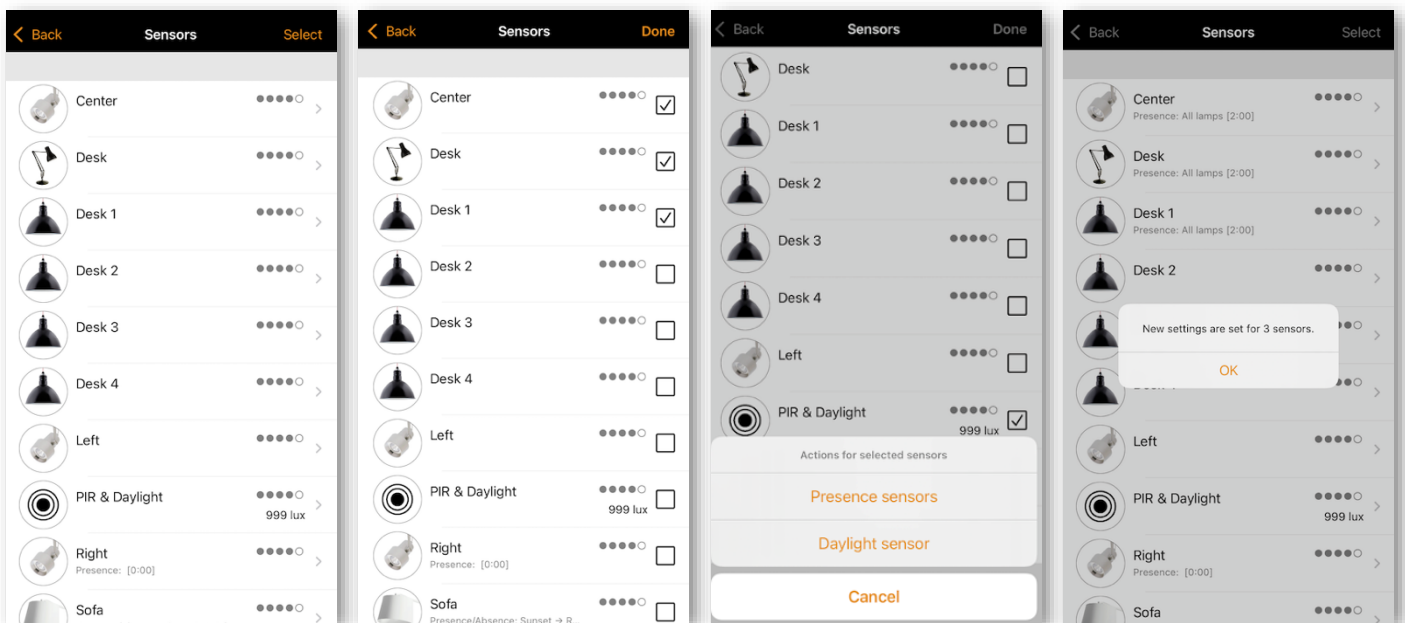 Back Sensors Select
Center
Desk
Desk 1
Desk 2
Desk 3
Desk 4
Left
PIR & Daylight
999 lux
Right
Presence: [0:00]
Sofa
Back Sensors Done
Center
Desk
Desk 1
Desk 2
Desk 3
Desk 4
Left
PIR & Daylight
999 lux
Right
Presence: [0:00]
Sofa
Presence/Absence: Sunset → R...
Back Sensors Done
Desk
Desk 1
Desk 2
Desk 3
Desk 4
Left
PIR & Daylight
999 lux
Actions for selected sensors
Presence sensors
Daylight sensor
Cancel
Back Sensors Select
Center
Presence: All lamps [2:00]
Desk
Presence: All lamps [2:00]
Desk 1
Presence: All lamps [2:00]
Desk 2
New settings are set for 3 sensors.
OK
Left
PIR & Daylight
999 lux
Right
Presence: [0:00]
Sofa